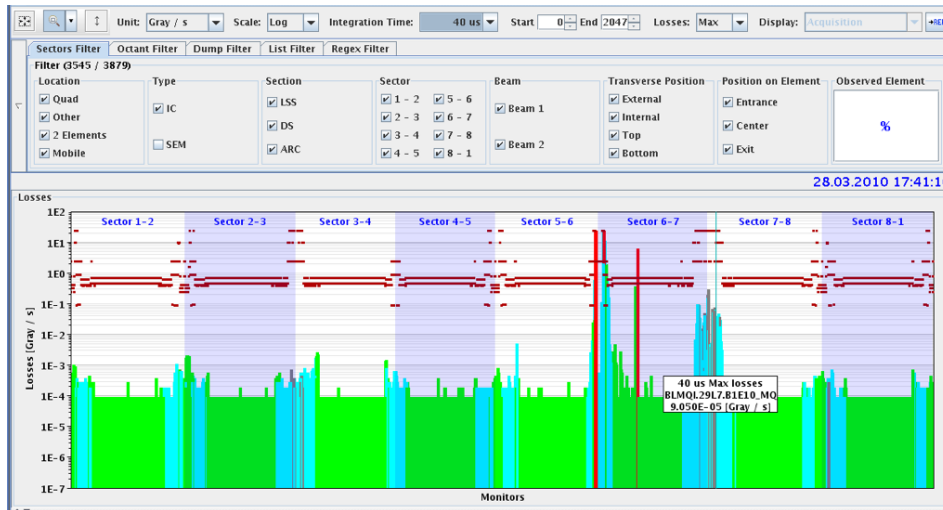 Unit: Gray / s Scale: Log Integration Time: 40 us Start 0 End 2047 Losses: Max Display: Acquisition
Sectors Filter Octant Filter Dump Filter List Filter Regex Filter
Filter (3545 / 3879)
Location Type Section Sector Beam Transverse Position Position on Element Observed Element
Quad IC LSS 1 - 2 5 - 6 Beam 1 External Entrance %
Other DS 2 - 3 6 - 7 Internal Center
2 Elements SEM ARC 3 - 4 7 - 8 Beam 2 Top Exit
Mobile 4 - 5 8 - 1 Bottom
28.03.2010 17:41:1
Losses
Sector 1-2 Sector 2-3 Sector 3-4 Sector 4-5 Sector 5-6 Sector 6-7 Sector 7-8 Sector 8-1
1E2
1E1
1E0
1E-1
1E-2
1E-3
1E-4
1E-5
1E-6
1E-7
Losses [Gray / s]
40 us Max losses
BLMQI.29L7.B1E10_MQ
9.050E-05 [Gray / s]
Monitors